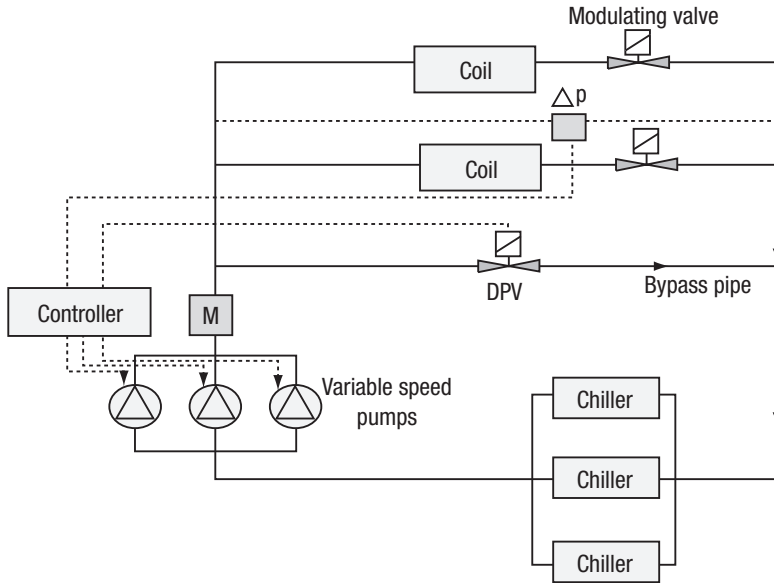 Modulating valve
Coil
△p
Coil
DPV
Bypass pipe
Controller
M
Variable speed
pumps
Chiller
Chiller
Chiller